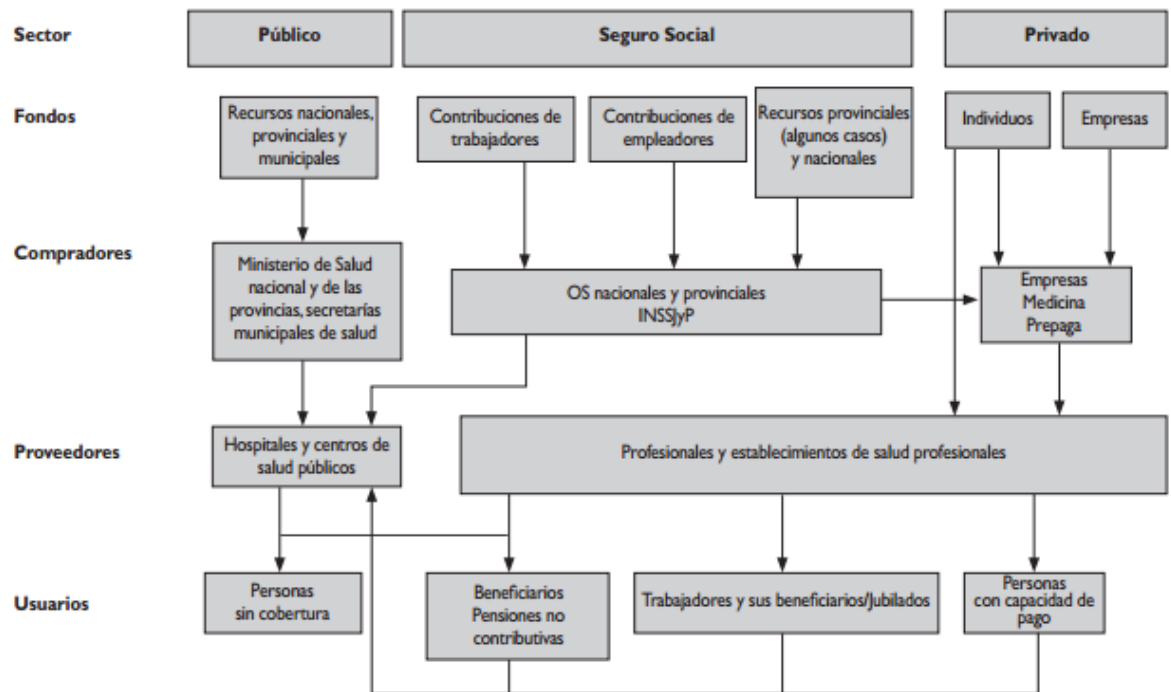 Sector
Público
Seguro Social
Privado
Fondos
Recursos nacionales,
provinciales y
municipales
Contribuciones de
trabajadores
Contribuciones de
empleadores
Recursos provinciales
(algunos casos)
y nacionales
Individuos
Empresas
Compradores
Ministerio de Salud
nacional y de las
provincias, secretarías
municipales de salud
OS nacionales y provinciales
INSSJyP
Empresas
Medicina
Prepaga
Proveedores
Hospitales y centros de
salud públicos
Profesionales y establecimientos de salud profesionales
Usuarios
Personas
sin cobertura
Beneficiarios
Pensiones no
contributivas
Trabajadores y sus beneficiarios/Jubilados
Personas
con capacidad de
pago